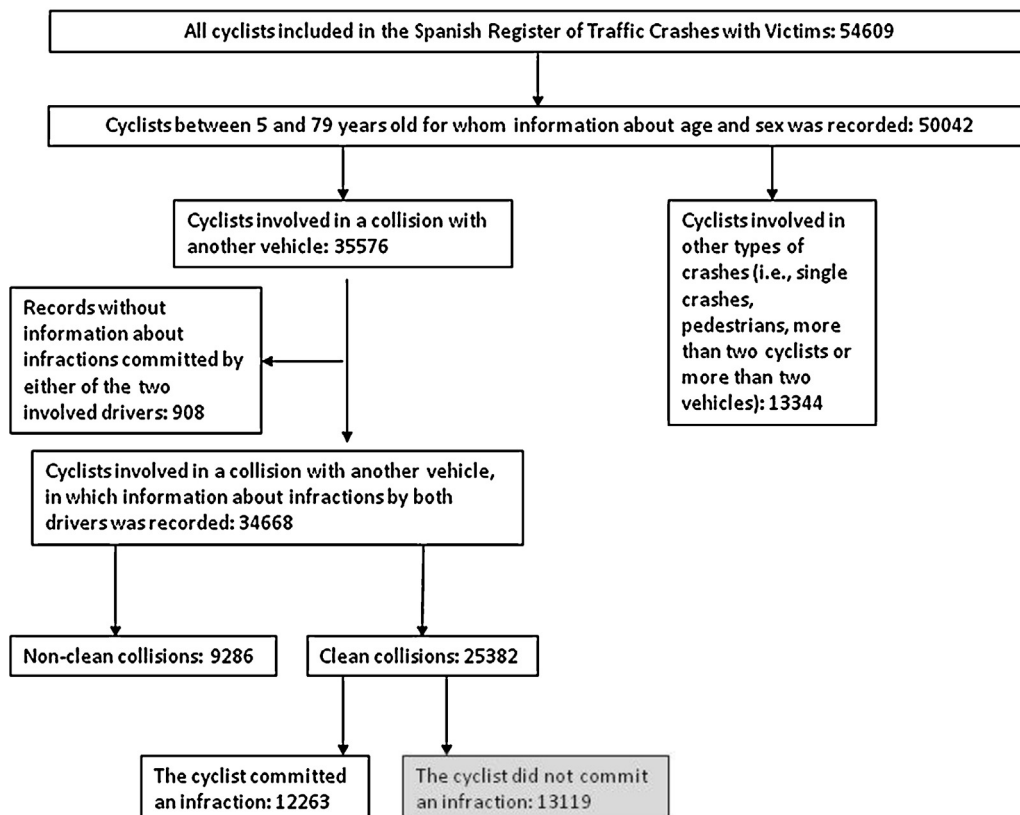 All cyclists included in the Spanish Register of Traffic Crashes with Victims: 54609
Cyclists between 5 and 79 years old for whom information about age and sex was recorded: 50042
Cyclists involved in a collision with
another vehicle: 35576
Cyclists involved in
other types of
crashes (i.e., single
crashes,
pedestrians, more
than two cyclists or
more than two
vehicles): 13344
Records without
information about
infractions committed by
either of the two
involved drivers: 908
Cyclists involved in a collision with another vehicle,
in which information about infractions by both
drivers was recorded: 34668
Non-clean collisions: 9286
Clean collisions: 25382
The cyclist committed
an infraction: 12263
The cyclist did not commit
an infraction: 13119